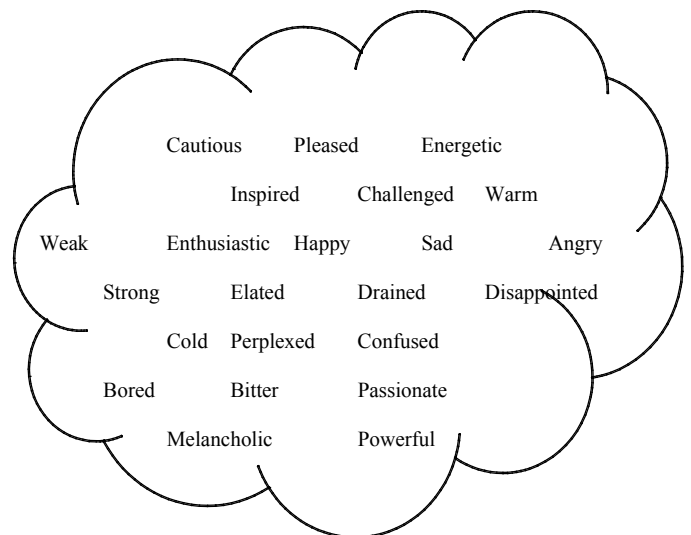 Cautious Pleased Energetic
Inspired Challenged Warm
Weak Enthusiastic Happy Sad Angry
Strong Elated Drained Disappointed
Cold Perplexed Confused
Bored Bitter Passionate
Melancholic Powerful